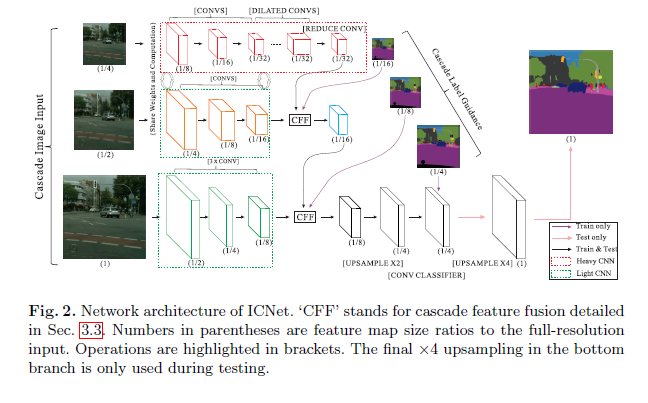 [CONVS]
[DILATED CONVS]
[REDUCE CONV]
(1/4)
(1/8)
(1/16)
(1/32)
(1/32)
(1/32)
(1/16)
Cascade Image Input
(Share Weights and Computation)
Cascade Label Guidance
[CONVS]
(1/2)
(1/4)
(1/8)
(1/16)
CFF
(1/16)
(1/8)
(1)
[3 x CONV]
(1)
(1/2)
(1/4)
(1/8)
CFF
(1/8)
(1/4)
(1/4)
(1/4)
[UPSAMPLE X2]
[CONV CLASSIFIER]
[UPSAMPLE X4] (1)
Train only
Test only
Train & Test
Heavy CNN
Light CNN
Fig. 2. Network architecture of ICNet. ‘CFF’ stands for cascade feature fusion detailed
in Sec. 3.3. Numbers in parentheses are feature map size ratios to the full-resolution
input. Operations are highlighted in brackets. The final ×4 upsampling in the bottom
branch is only used during testing.